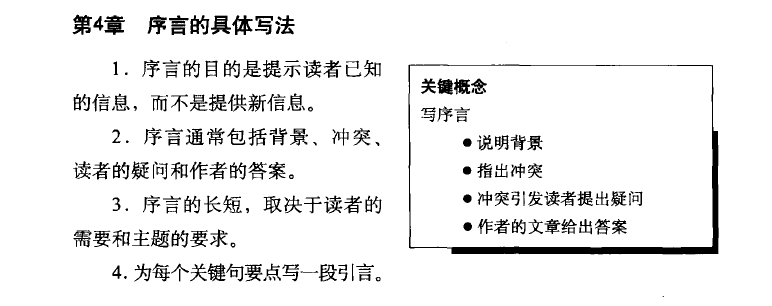 第4章　序言的具体写法
1．序言的目的是提示读者已知
的信息，而不是提供新信息。
2．序言通常包括背景、冲突、
读者的疑问和作者的答案。
3．序言的长短，取决于读者的
需要和主题的要求。
4.为每个关键句要点写一段引言。
关键概念
写序言
●说明背景
●指出冲突
●冲突引发读者提出疑问
●作者的文章给出答案